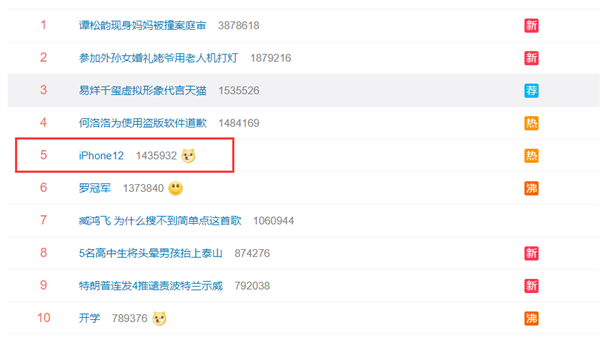 1 谭松韵现身妈妈被撞案庭审 3878618 新
2 参加外孙女婚礼姥爷用老人机打灯 1879216 新
3 易烊千玺虚拟形象代言天猫 1535526 荐
4 何洛洛为使用盗版软件道歉 1484169 热
5 iPhone12 1435932 热
6 罗冠军 1373840 沸
7 臧鸿飞 为什么搜不到简单点这首歌 1060944
8 5名高中生将头晕男孩抬上泰山 874276 新
9 特朗普连发4推谴责波特兰示威 792038 新
10 开学 789376 沸